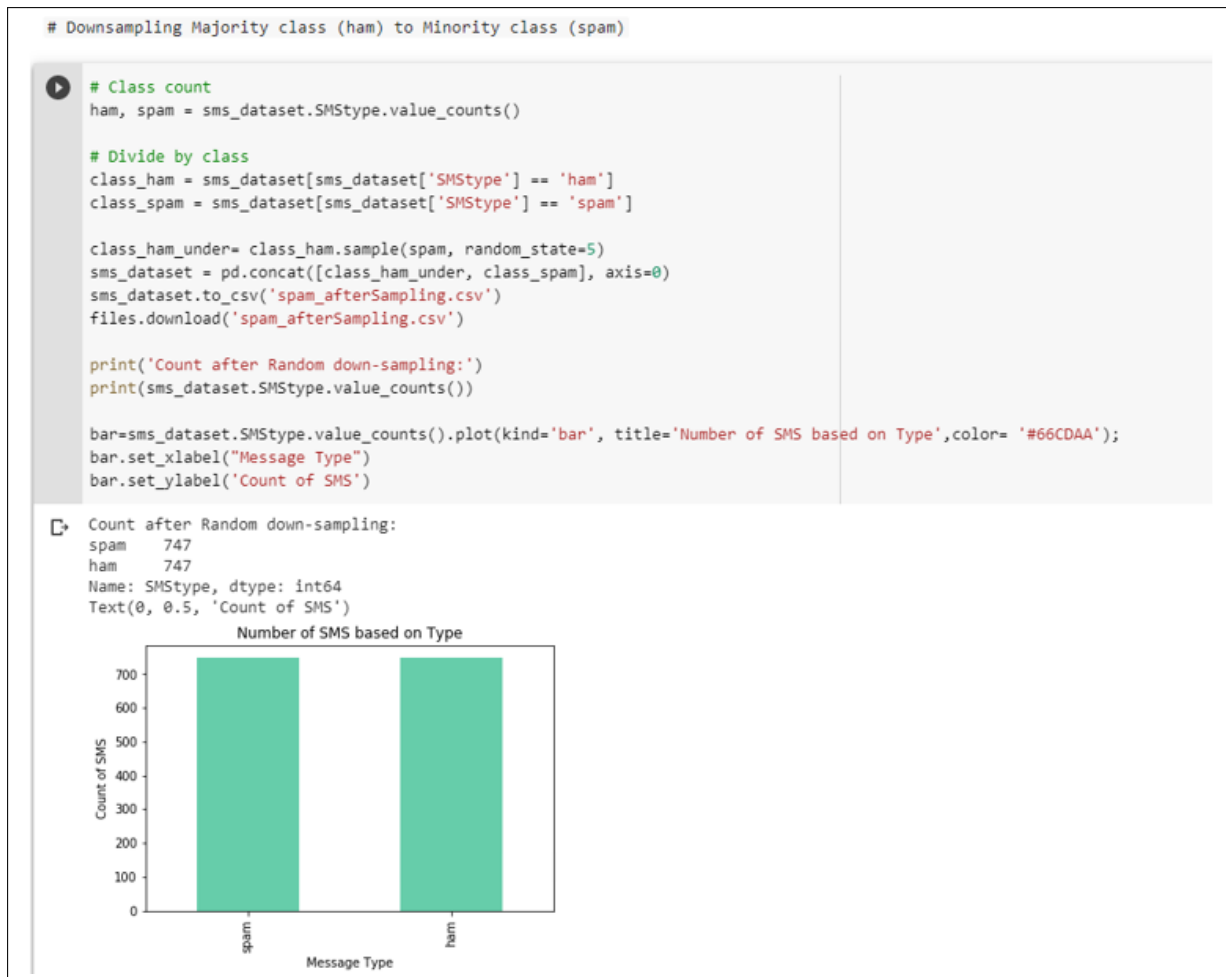 # Downsampling Majority class (ham) to Minority class (spam)
# Class count
ham, spam = sms_dataset.SMStype.value_counts()
# Divide by class
class_ham = sms_dataset[sms_dataset['SMStype'] == 'ham']
class_spam = sms_dataset[sms_dataset['SMStype'] == 'spam']
class_ham_under= class_ham.sample(spam, random_state=5)
sms_dataset = pd.concat([class_ham_under, class_spam], axis=0)
sms_dataset.to_csv('spam_afterSampling.csv')
files.download('spam_afterSampling.csv')
print('Count after Random down-sampling:')
print(sms_dataset.SMStype.value_counts())
bar=sms_dataset.SMStype.value_counts().plot(kind='bar', title='Number of SMS based on Type',color= '#66CDAA');
bar.set_xlabel("Message Type")
bar.set_ylabel('Count of SMS')
Count after Random down-sampling:
spam 747
ham 747
Name: SMStype, dtype: int64
Text(0, 0.5, 'Count of SMS')
Number of SMS based on Type
700
600
500
400
300
200
100
0
Count of SMS
spam
ham
Message Type